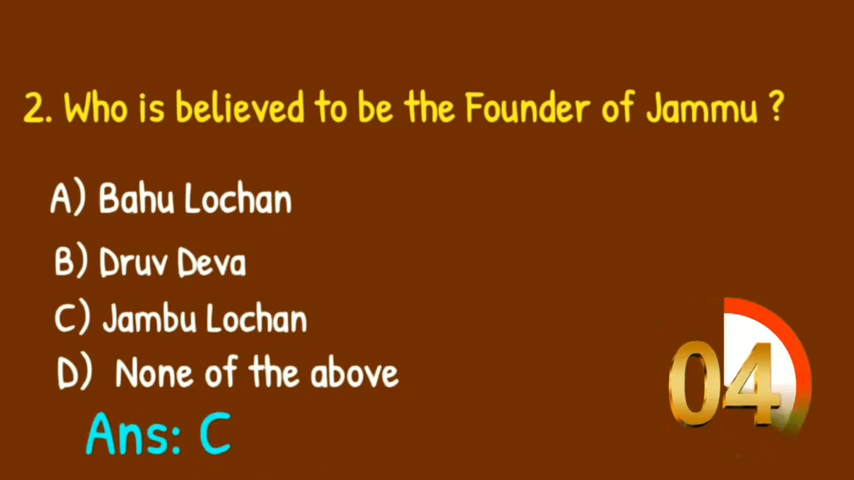 2. Who is believed to be the Founder of Jammu ?
A) Bahu Lochan
B) Druv Deva
C) Jambu Lochan
D) None of the above
04
Ans: C